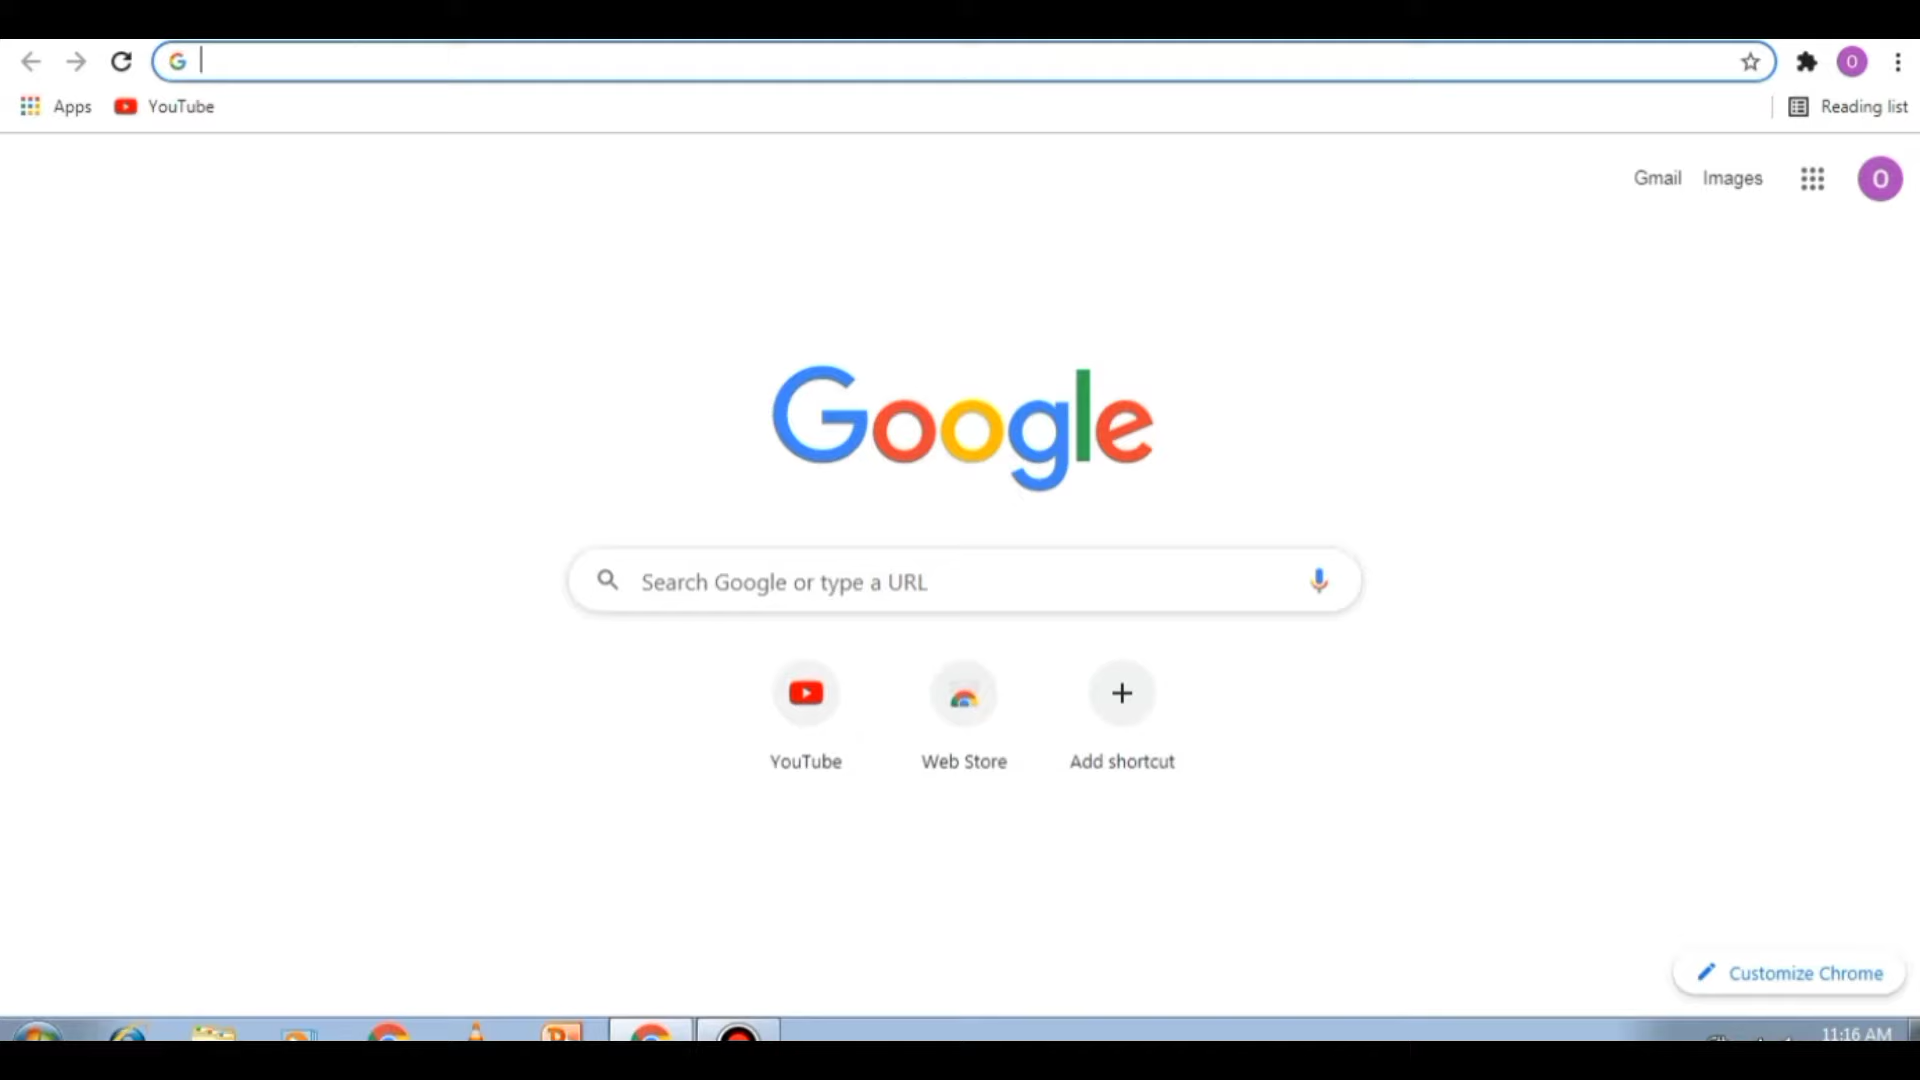 Apps YouTube Reading list
Gmail Images O
Google
Search Google or type a URL
YouTube Web Store Add shortcut
Customize Chrome
11:16 AM